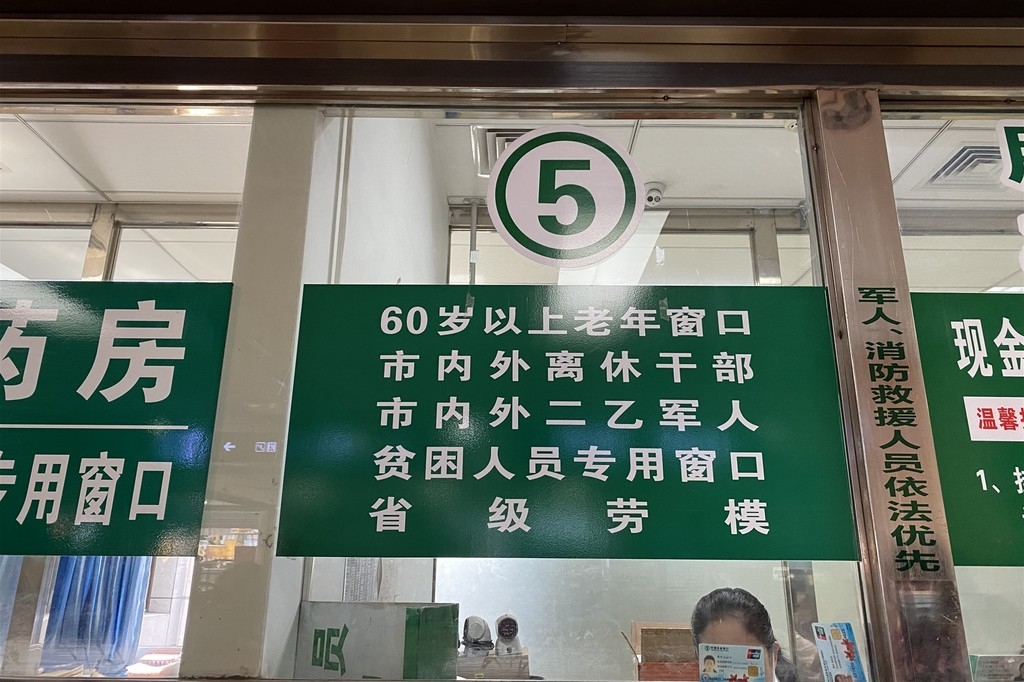 5
60岁以上老年窗口
市内外离休干部
市内外二乙军人
贫困人员专用窗口
省级劳模
药房
专用窗口
军人、消防救援人员依法优先
现金
温馨
1、
员